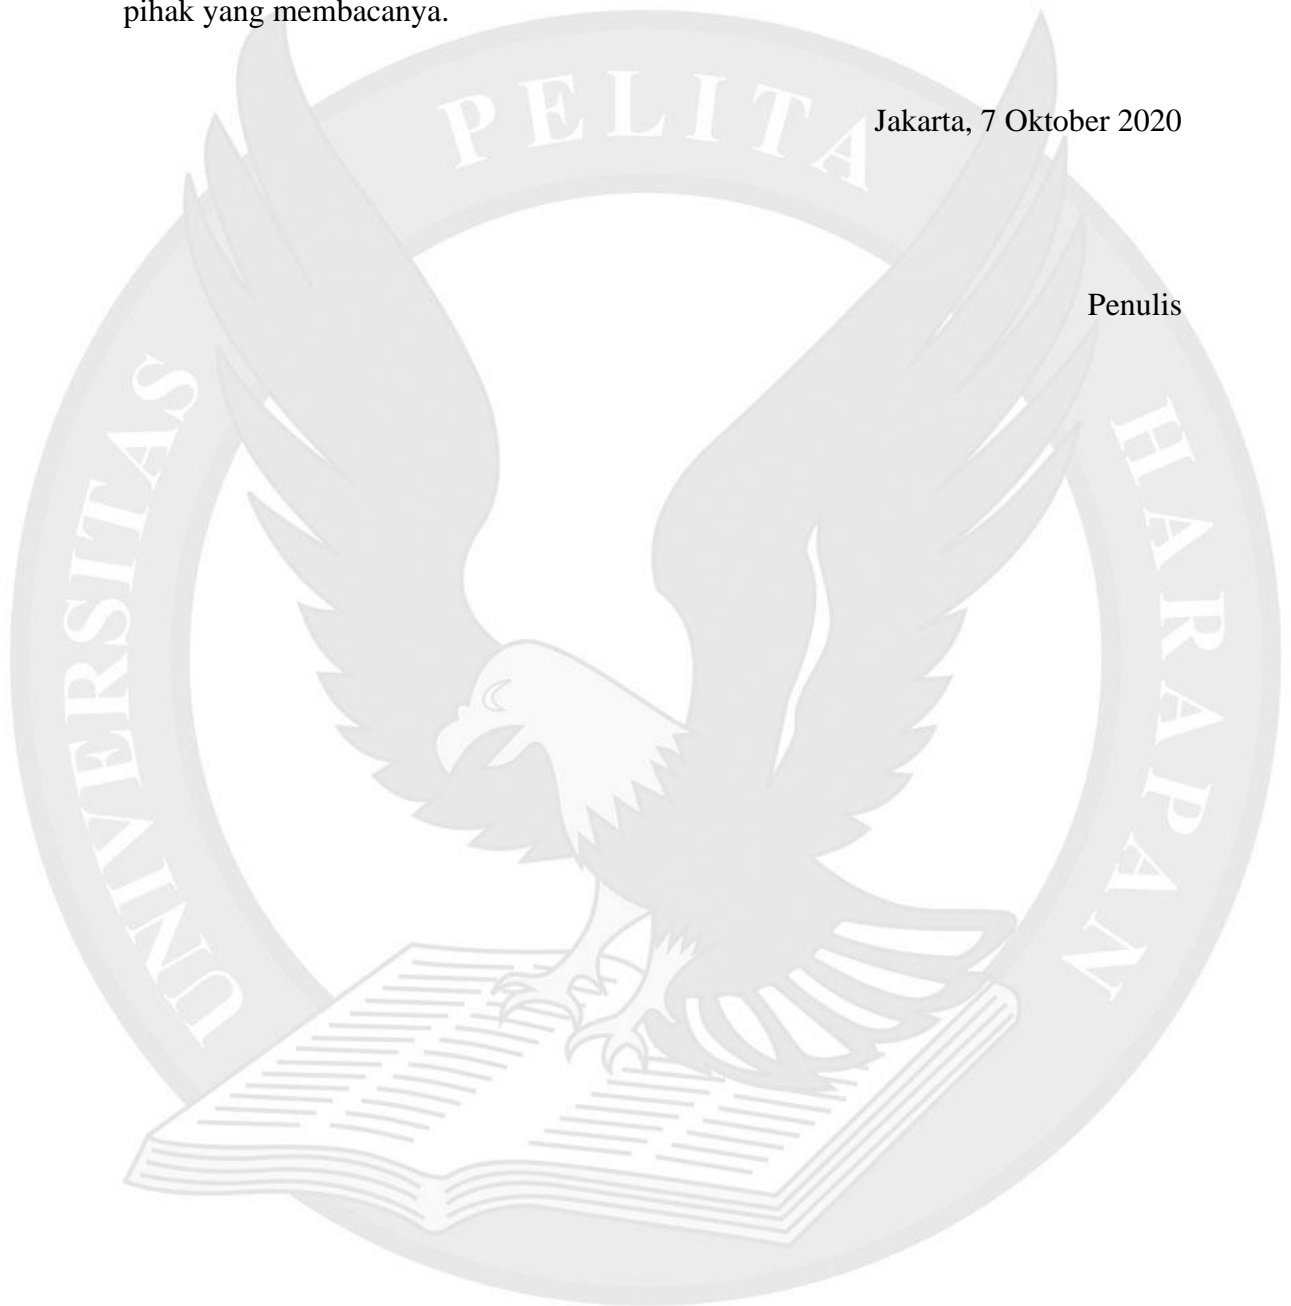 pihak yang membacanya.
Jakarta, 7 Oktober 2020
Penulis
UNIVERSITAS PELITA HARAPAN